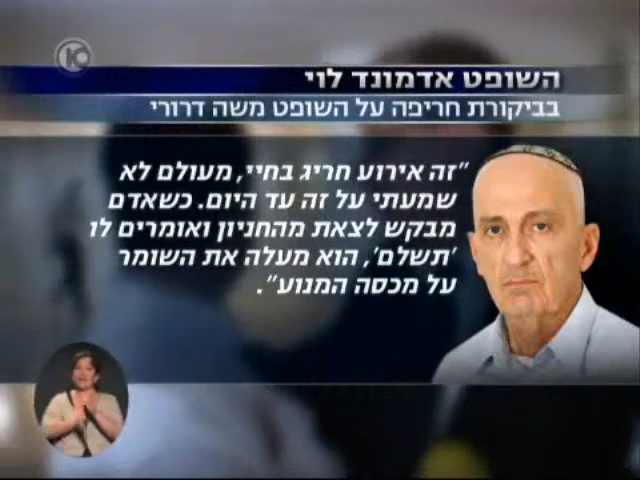 10
השופט אדמונד לוי
בביקורת חריפה על השופט משה דרורי
"זה אירוע חריג בחיי, מעולם לא
שמעתי על זה עד היום. כשאדם
מבקש לצאת מהחניון ואומרים לו
'תשלם', הוא מעלה את השומר
על מכסה המנוע".